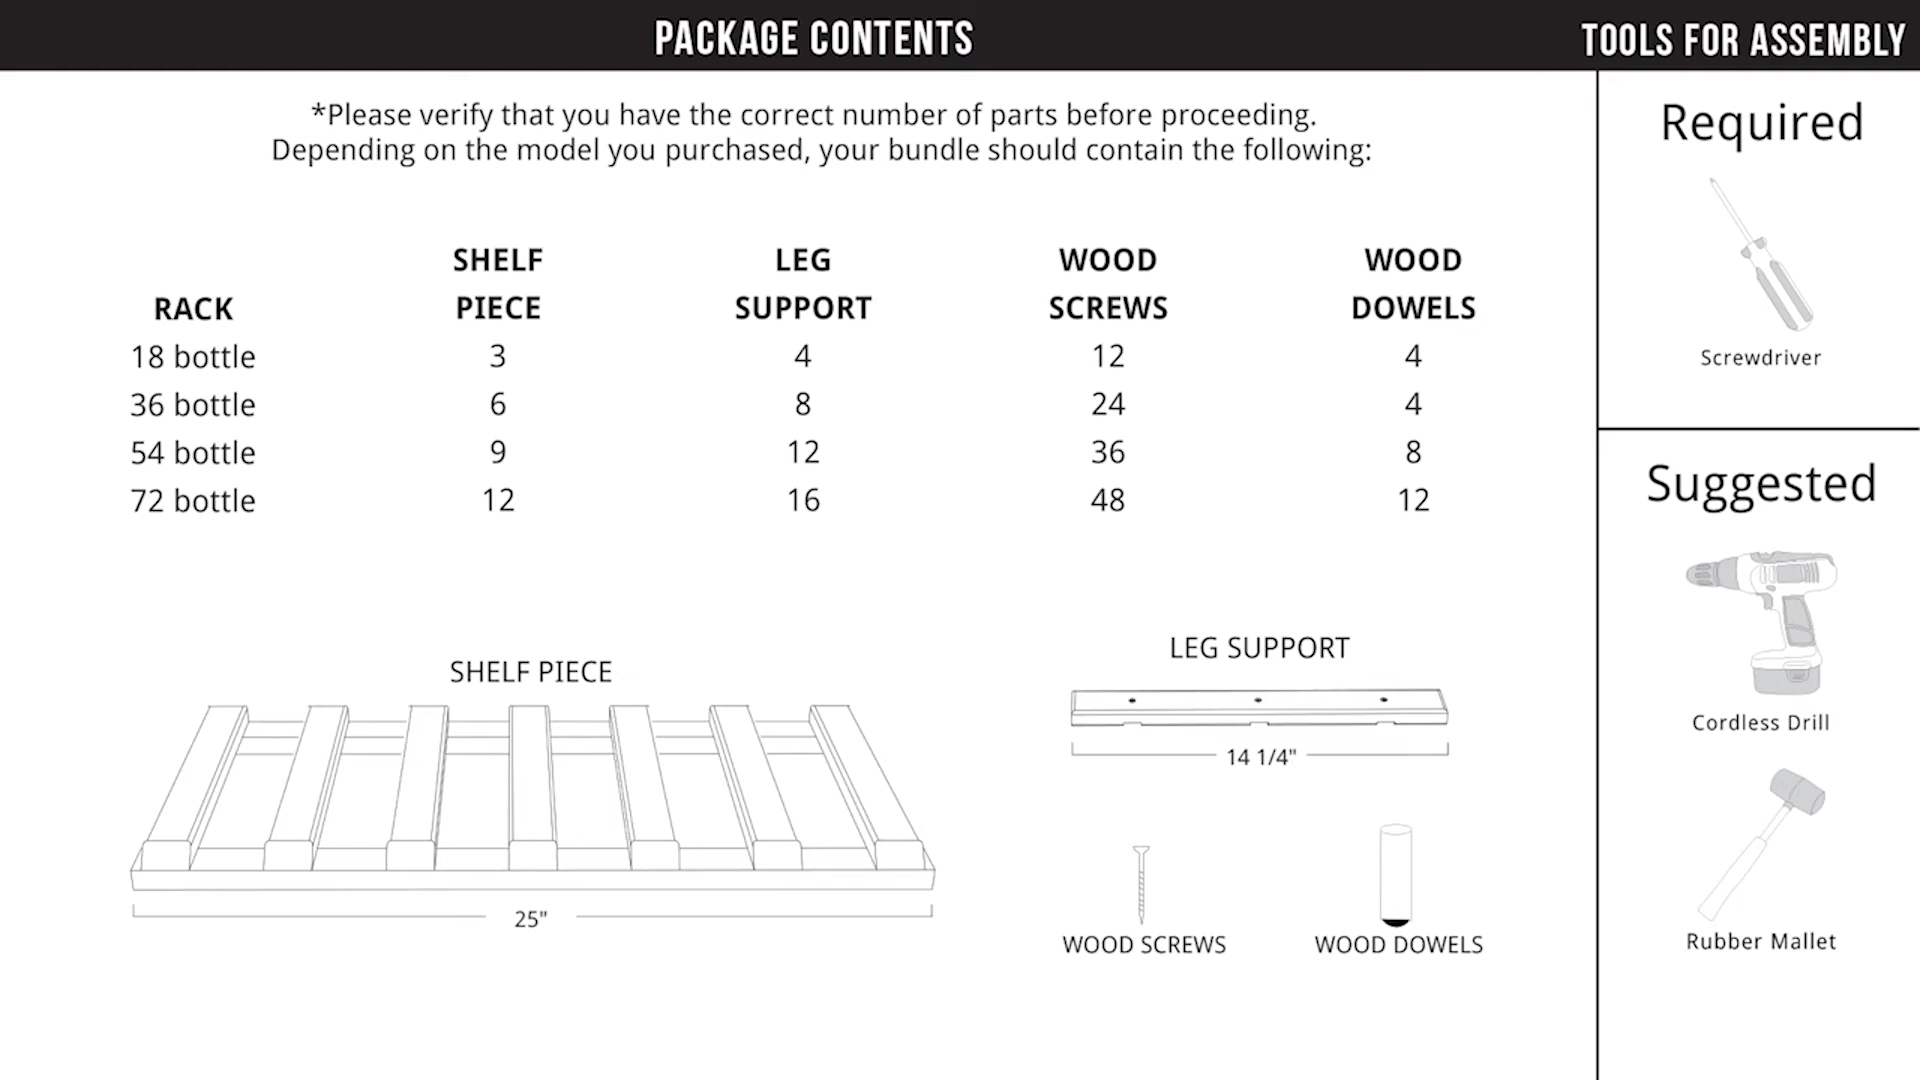 PACKAGE CONTENTS
TOOLS FOR ASSEMBLY
*Please verify that you have the correct number of parts before proceeding.
Depending on the model you purchased, your bundle should contain the following:
RACK SHELF PIECE LEG SUPPORT WOOD SCREWS WOOD DOWELS
18 bottle 3 4 12 4
36 bottle 6 8 24 4
54 bottle 9 12 36 8
72 bottle 12 16 48 12
SHELF PIECE
25"
LEG SUPPORT
14 1/4"
WOOD SCREWS
WOOD DOWELS
Required
Screwdriver
Suggested
Cordless Drill
Rubber Mallet